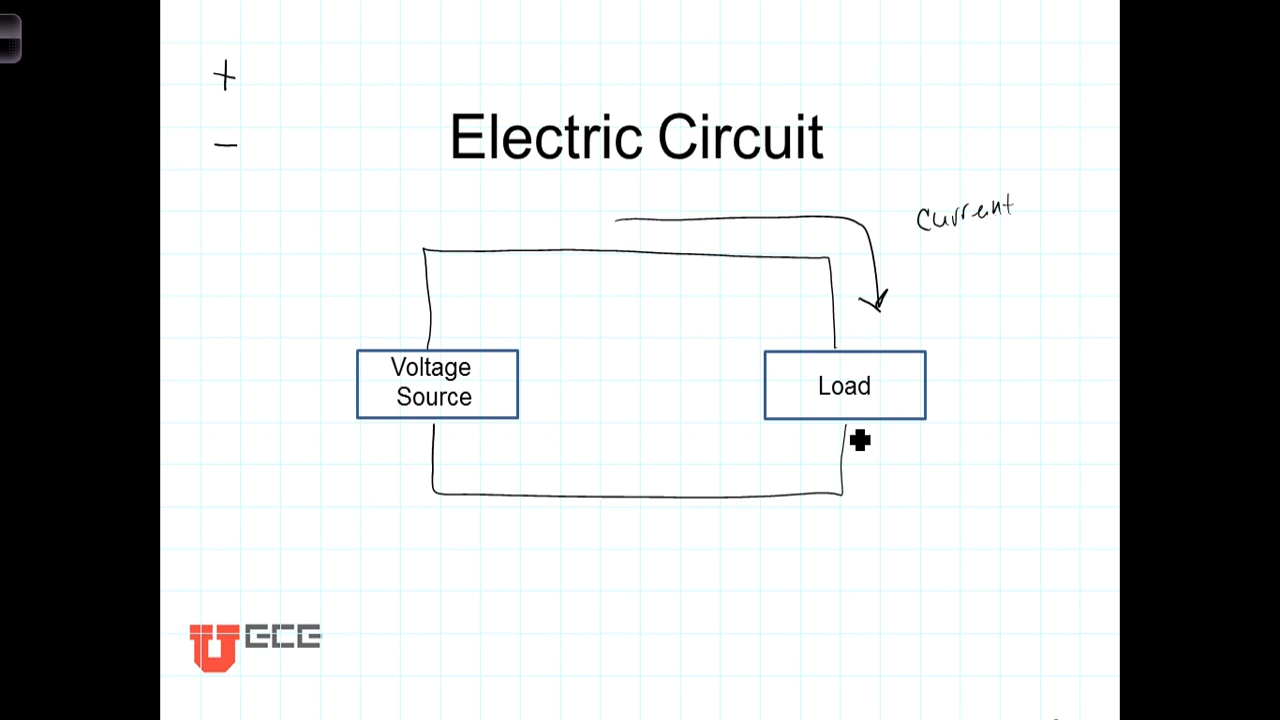 +
−
Electric Circuit
Current
Voltage
Source
Load
U ECE